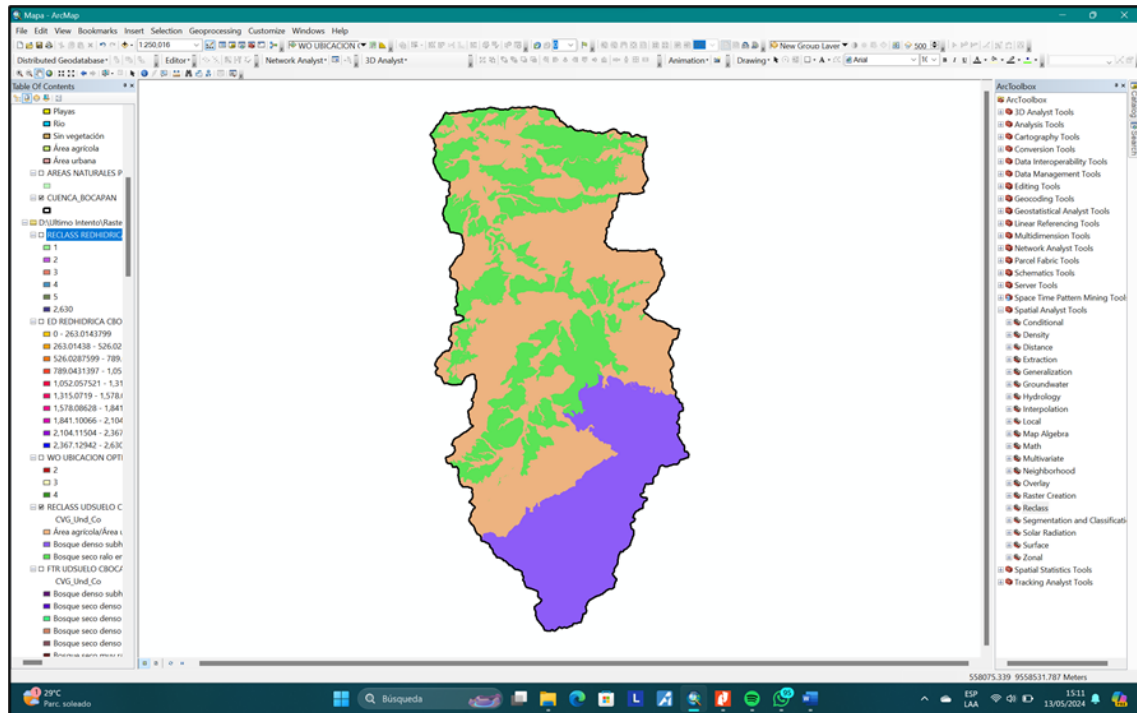 Mapa - ArcMap
File Edit View Bookmarks Insert Selection Geoprocessing Customize Windows Help
1:250,016
WO UBICACION (
New Group Layer
500
Distributed Geodatabase
Editor
Network Analyst
3D Analyst
Animation
Drawing
Arial
10
B I U A
Table Of Contents
Playas
Río
Sin vegetación
Área agrícola
Área urbana
AREAS NATURALES P
CUENCA_BOCAPAN
D:\Ultimo Intento\Raste
RECLASS REDHIDRICA
1
2
3
4
5
2,630
ED REDHIDRICA CBO
0 - 263.0143799
263.01438 - 526.02
526.0287599 - 789.
789.0431397 - 1,05
1,052.057521 - 1,31
1,315.0719 - 1,578.0
1,578.08628 - 1,841
1,841.10066 - 2,104
2,104.11504 - 2,367
2,367.12942 - 2,630
WO UBICACION OPTI
2
3
4
RECLASS UDSUELO C
CVG_Und_Co
Área agrícola/Área u
Bosque denso subh
Bosque seco ralo er
FTR UDSUELO CBOCA
CVG_Und_Co
Bosque denso subh
Bosque seco denso
Bosque seco denso
Bosque seco denso
Bosque seco denso
Bosque seco muy r
ArcToolbox
ArcToolbox
3D Analyst Tools
Analysis Tools
Cartography Tools
Conversion Tools
Data Interoperability Tools
Data Management Tools
Editing Tools
Geocoding Tools
Geostatistical Analyst Tools
Linear Referencing Tools
Multidimension Tools
Network Analyst Tools
Parcel Fabric Tools
Schematics Tools
Server Tools
Space Time Pattern Mining Tool
Spatial Analyst Tools
Conditional
Density
Distance
Extraction
Generalization
Groundwater
Hydrology
Interpolation
Local
Map Algebra
Math
Multivariate
Neighborhood
Overlay
Raster Creation
Reclass
Segmentation and Classificati
Solar Radiation
Surface
Zonal
Spatial Statistics Tools
Tracking Analyst Tools
Catalog
Search
558075.339 9558531.787 Meters
1
29°C
Parc. soleado
Búsqueda
L
95
ESP
LAA
15:11
13/05/2024